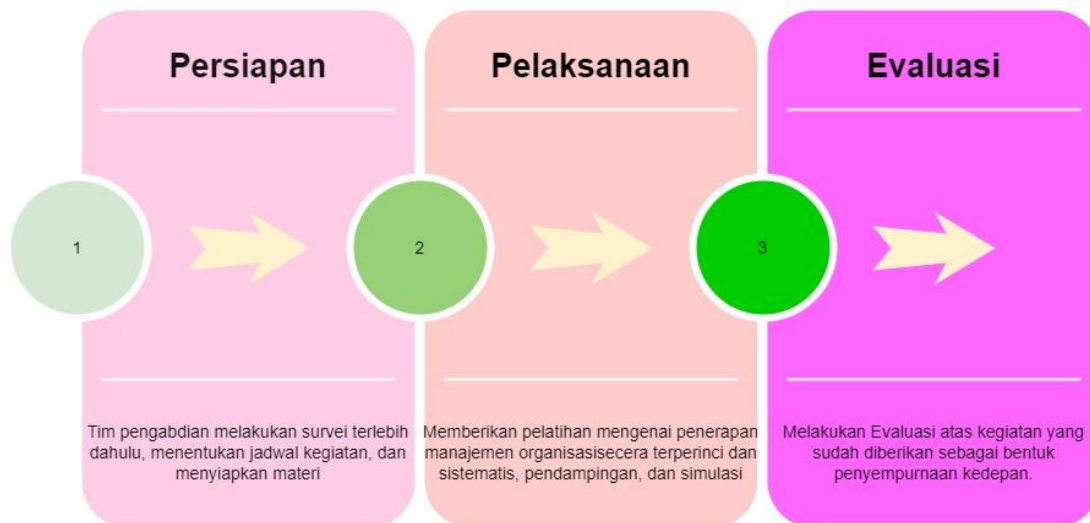 Persiapan
Pelaksanaan
Evaluasi
1
2
3
Tim pengabdian melakukan survei terlebih
dahulu, menentukan jadwal kegiatan, dan
menyiapkan materi
Memberikan pelatihan mengenai penerapan
manajemen organisasisecera terperinci dan
sistematis, pendampingan, dan simulasi
Melakukan Evaluasi atas kegiatan yang
sudah diberikan sebagai bentuk
penyempurnaan kedepan.